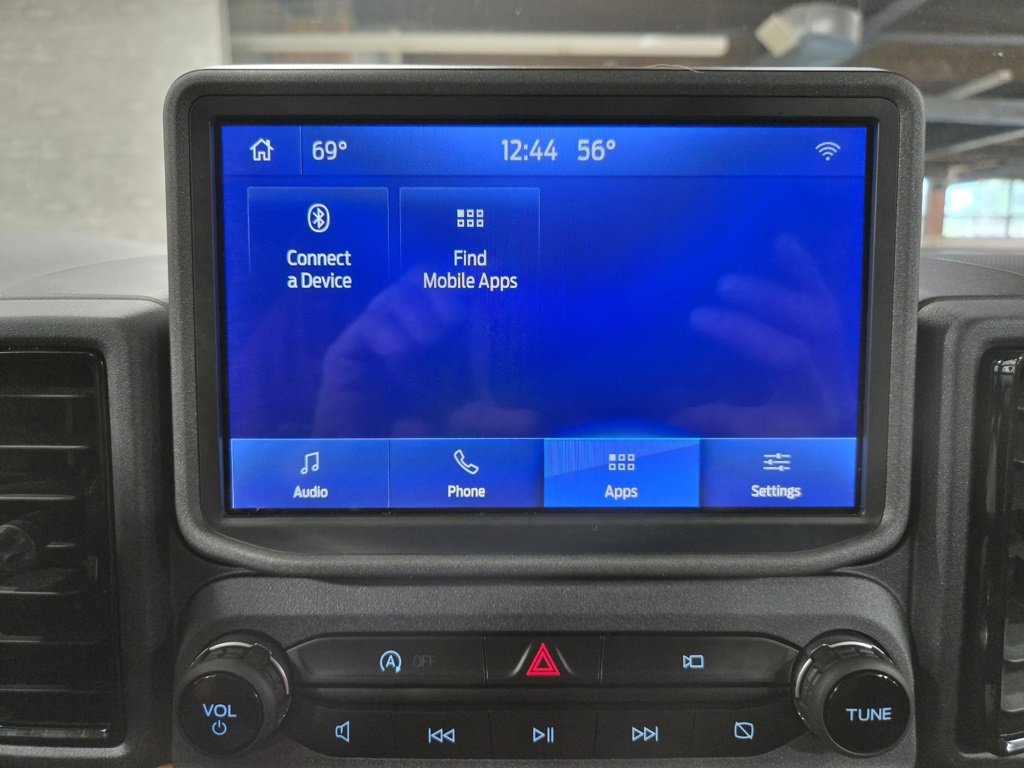 69° 12:44 56°
Connect
a Device
Find
Mobile Apps
Audio Phone Apps Settings
A OFF
VOL
TUNE